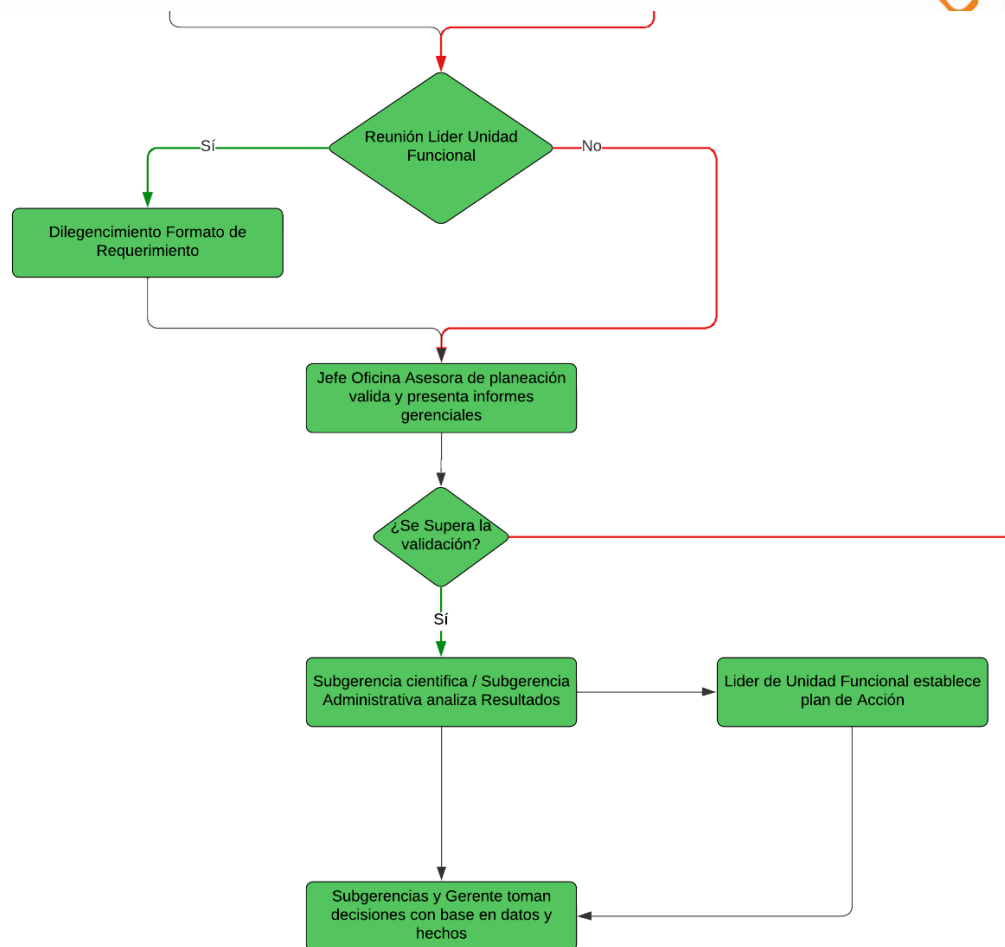 Reunión Lider Unidad
Funcional
Sí
No
Dilegencimiento Formato de
Requerimiento
Jefe Oficina Asesora de planeación
valida y presenta informes
gerenciales
¿Se Supera la
validación?
Sí
Subgerencia cientifica / Subgerencia
Administrativa analiza Resultados
Lider de Unidad Funcional establece
plan de Acción
Subgerencias y Gerente toman
decisiones con base en datos y
hechos